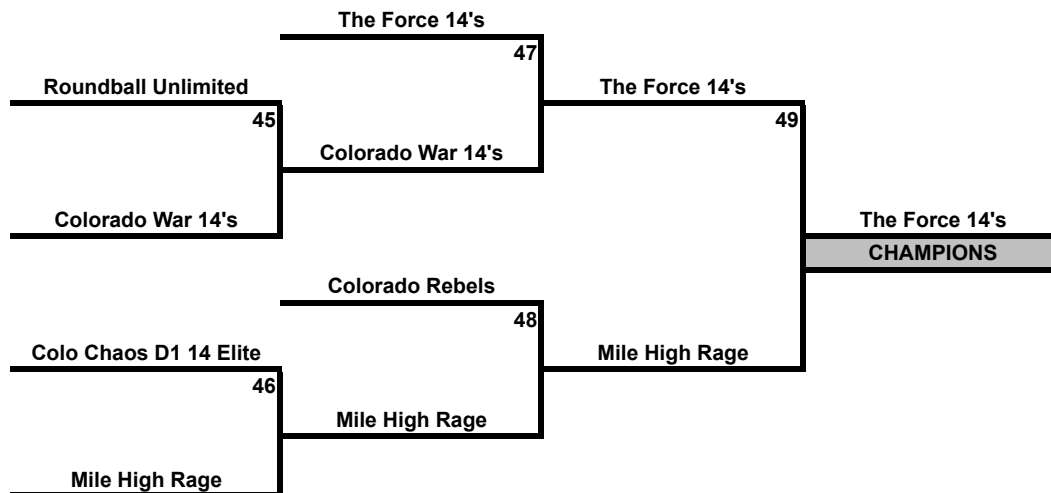 The Force 14's
47
Roundball Unlimited
The Force 14's
45
49
Colorado War 14's
Colorado War 14's
The Force 14's
CHAMPIONS
Colorado Rebels
48
Colo Chaos D1 14 Elite
Mile High Rage
46
Mile High Rage
Mile High Rage